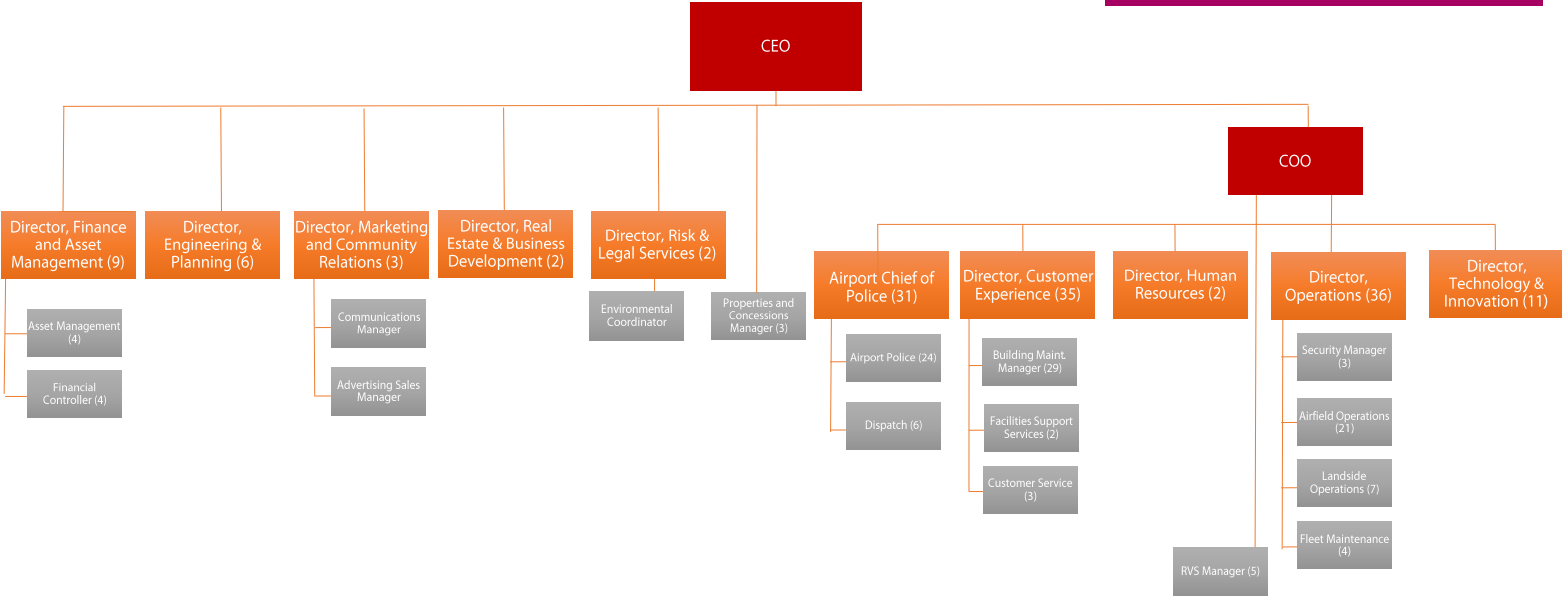 CEO
COO
Director, Finance
and Asset
Management (9)
Director,
Engineering &
Planning (6)
Director, Marketing
and Community
Relations (3)
Director, Real
Estate & Business
Development (2)
Director, Risk &
Legal Services (2)
Airport Chief of
Police (31)
Director, Customer
Experience (35)
Director, Human
Resources (2)
Director,
Operations (36)
Director,
Technology &
Innovation (11)
Asset Management
(4)
Financial
Controller (4)
Communications
Manager
Advertising Sales
Manager
Environmental
Coordinator
Properties and
Concessions
Manager (3)
Airport Police (24)
Dispatch (6)
Building Maint.
Manager (29)
Facilities Support
Services (2)
Customer Service
(3)
RVS Manager (5)
Security Manager
(3)
Airfield Operations
(21)
Landside
Operations (7)
Fleet Maintenance
(4)